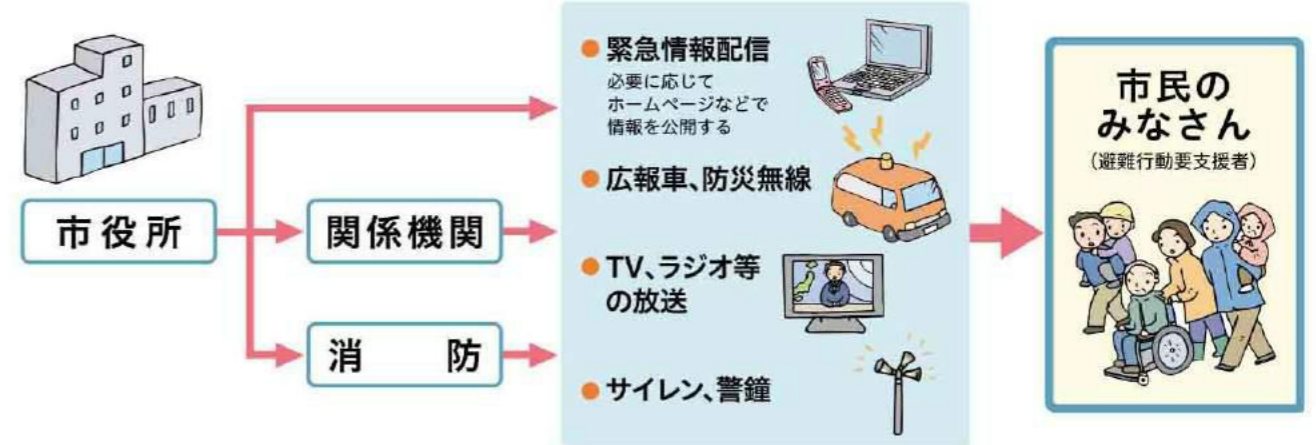 市役所
関係機関
消防
●緊急情報配信
必要に応じて
ホームページなどで
情報を公開する
●広報車、防災無線
●TV、ラジオ等
の放送
●サイレン、警鐘
市民の
みなさん
(避難行動要支援者)